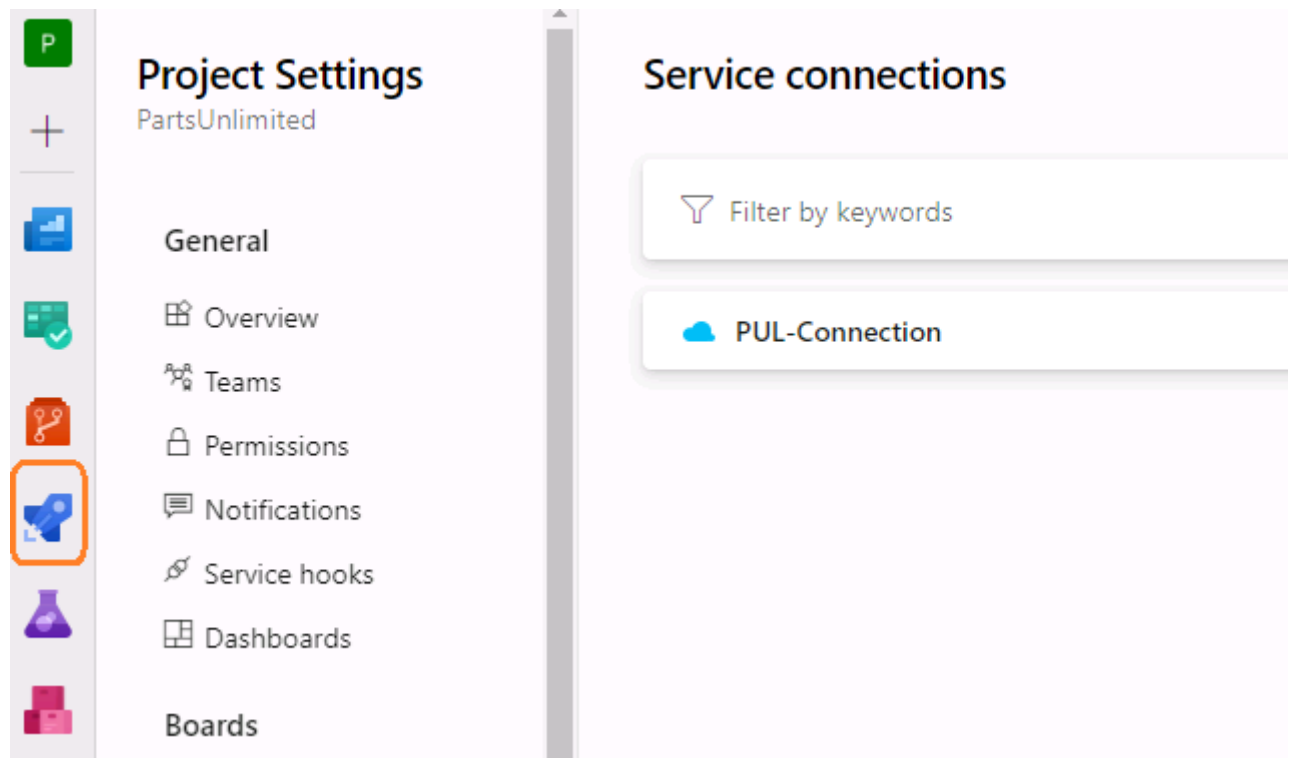 P
Project Settings
PartsUnlimited
General
Overview
Teams
Permissions
Notifications
Service hooks
Dashboards
Boards
Service connections
Filter by keywords
PUL-Connection